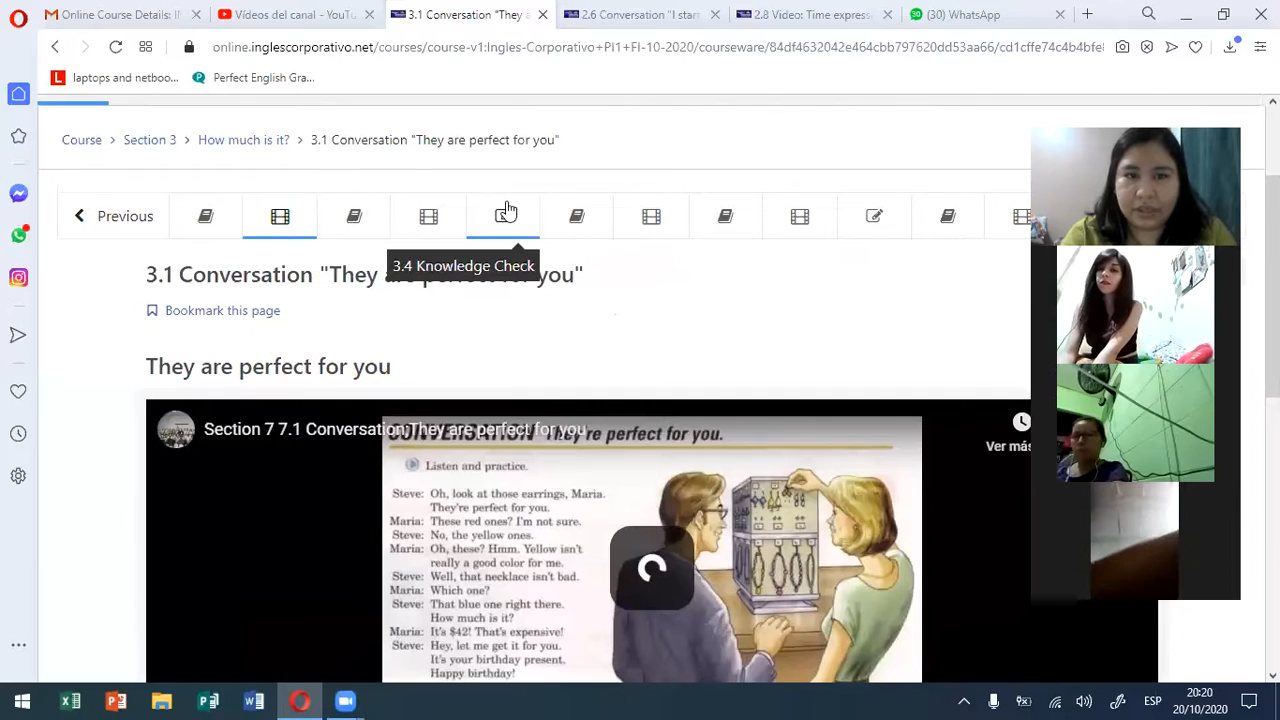 Online Course Details: I
Vídeos del canal - YouTu
3.1 Conversation "They a
2.6 Conversation "I start
2.8 Video: Time express
(30) WhatsApp
online.inglescorporativo.net/courses/course-v1:Ingles-Corporativo+PI1+FI-10-2020/courseware/84df4632042e464cbb797620dd53aa66/cd1cffe74c4b4bfe
laptops and netboo...
Perfect English Gra...
Course
Section 3
How much is it?
3.1 Conversation "They are perfect for you"
Previous
3.4 Knowledge Check
3.1 Conversation "They are perfect for you"
Bookmark this page
They are perfect for you
Section 7 7.1 Conversation:They are perfect for you
CONVERSATION They're perfect for you.
Ver más
Listen and practice.
Steve: Oh, look at those earrings, Maria.
They're perfect for you.
Maria: These red ones? I'm not sure.
Steve: No, the yellow ones.
Maria: Oh, these? Hmm. Yellow isn't
really a good color for me.
Steve: Well, that necklace isn't bad.
Maria: Which one?
Steve: That blue one right there.
How much is it?
Maria: It's $42! That's expensive!
Steve: Hey, let me get it for you.
It's your birthday present.
Happy birthday!
ESP
20:20
20/10/2020